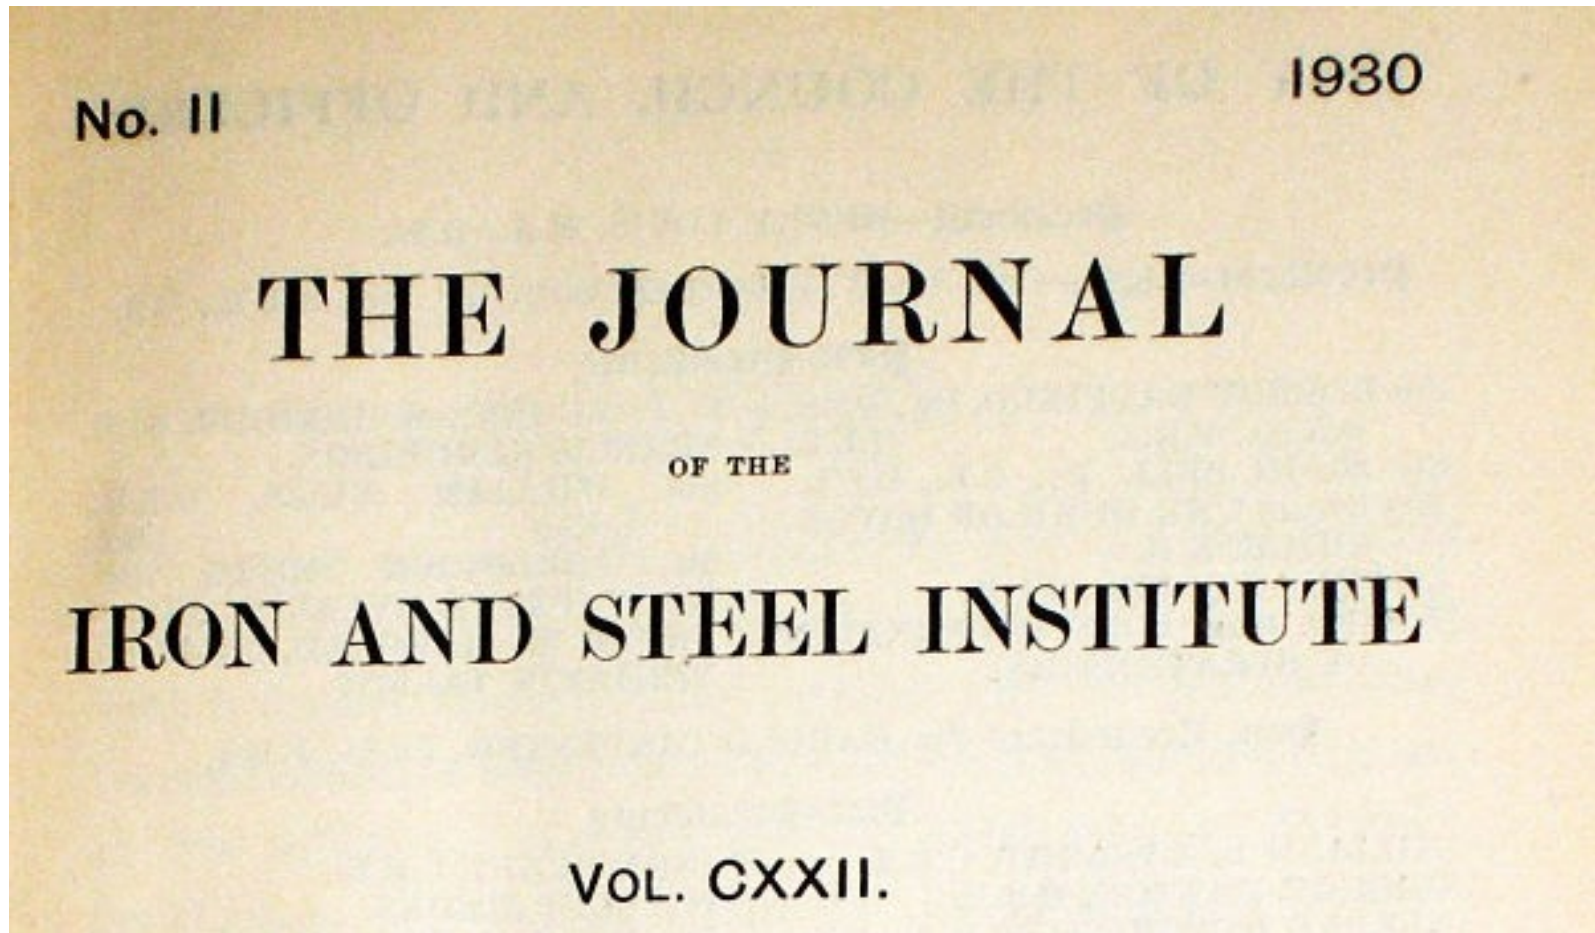 No. II 1930
THE JOURNAL
OF THE
IRON AND STEEL INSTITUTE
VOL. CXXII.